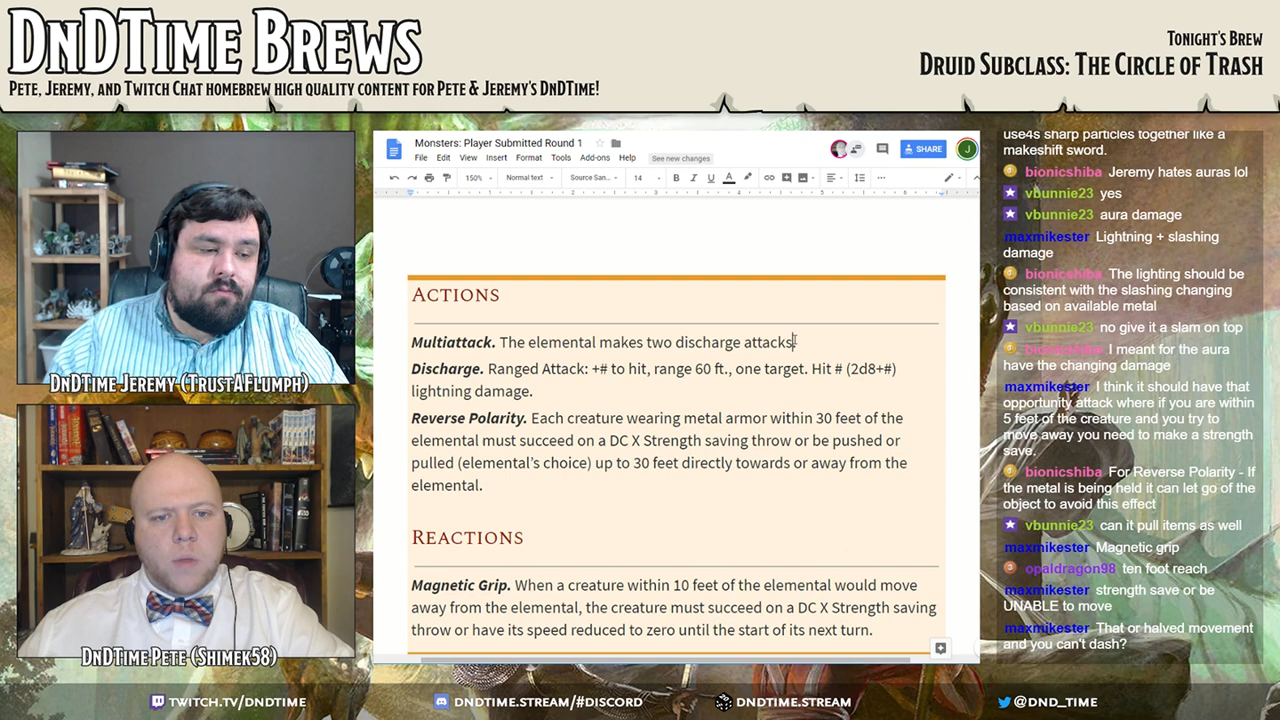 DnDTime Brews
Pete, Jeremy, and Twitch Chat homebrew high quality content for Pete & Jeremy's DnDTime!
Tonight's Brew
Druid Subclass: The Circle of Trash
DnDTime Jeremy (TrustAFlumph)
DnDTime Pete (Shimek58)
Monsters: Player Submitted Round 1
File Edit View Insert Format Tools Add-ons Help See new changes
SHARE
J
150% Normal text Source San... 14 B I U A
Actions
Multiattack. The elemental makes two discharge attacks
Discharge. Ranged Attack: +# to hit, range 60 ft., one target. Hit # (2d8+#)
lightning damage.
Reverse Polarity. Each creature wearing metal armor within 30 feet of the
elemental must succeed on a DC X Strength saving throw or be pushed or
pulled (elemental's choice) up to 30 feet directly towards or away from the
elemental.
Reactions
Magnetic Grip. When a creature within 10 feet of the elemental would move
away from the elemental, the creature must succeed on a DC X Strength saving
throw or have its speed reduced to zero until the start of its next turn.
use4s sharp particles together like a
makeshift sword.
bionicshiba Jeremy hates auras lol
vbunnie23 yes
vbunnie23 aura damage
maxmikester Lightning + slashing
damage
bionicshiba The lighting should be
consistent with the slashing changing
based on available metal
vbunnie23 no give it a slam on top
bionicshiba I meant for the aura
have the changing damage
maxmikester I think it should have that
opportunity attack where if you are within
5 feet of the creature and you try to
move away you need to make a strength
save.
bionicshiba For Reverse Polarity - If
the metal is being held it can let go of the
object to avoid this effect
vbunnie23 can it pull items as well
maxmikester Magnetic grip
opaldragon98 ten foot reach
maxmikester strength save or be
UNABLE to move
maxmikester That or halved movement
and you can't dash?
twitch.tv/dndtime
dndtime.stream/#discord
dndtime.stream
@dnd_time